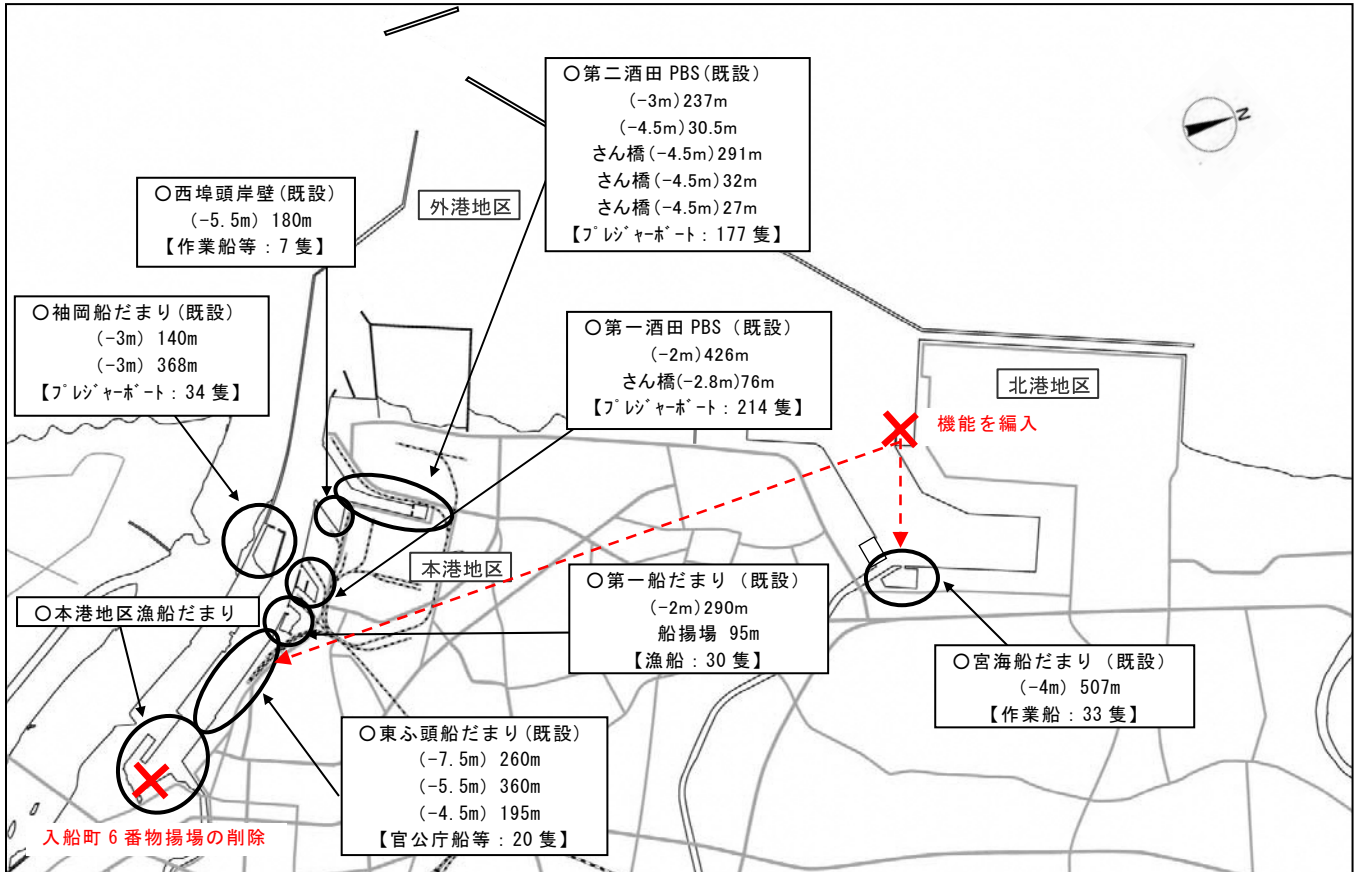 ○第二酒田 PBS(既設)
(-3m) 237m
(-4.5m) 30.5m
さん橋(-4.5m) 291m
さん橋(-4.5m) 32m
さん橋(-4.5m) 27m
【ﾌﾟﾚｼﾞｬｰﾎﾞｰﾄ：177 隻】
N
○西埠頭岸壁(既設)
(-5.5m) 180m
【作業船等：7 隻】
外港地区
○袖岡船だまり(既設)
(-3m) 140m
(-3m) 368m
【ﾌﾟﾚｼﾞｬｰﾎﾞｰﾄ：34 隻】
○第一酒田 PBS（既設）
(-2m) 426m
さん橋(-2.8m) 76m
【ﾌﾟﾚｼﾞｬｰﾎﾞｰﾄ：214 隻】
北港地区
機能を編入
本港地区
○本港地区漁船だまり
○第一船だまり（既設）
(-2m) 290m
船揚場 95m
【漁船：30 隻】
○宮海船だまり（既設）
(-4m) 507m
【作業船：33 隻】
○東ふ頭船だまり(既設)
(-7.5m) 260m
(-5.5m) 360m
(-4.5m) 195m
【官公庁船等：20 隻】
入船町 6 番物揚場の削除